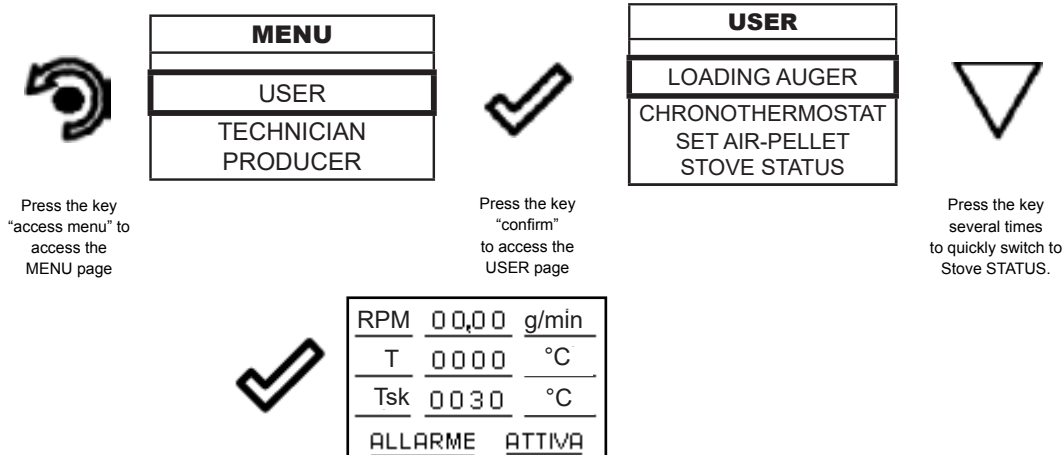 MENU
USER
TECHNICIAN
PRODUCER
USER
LOADING AUGER
CHRONOTHERMOSTAT
SET AIR-PELLET
STOVE STATUS
Press the key
“access menu” to
access the
MENU page
Press the key
“confirm”
to access the
USER page
Press the key
several times
to quickly switch to
Stove STATUS.
RPM 00,00 g/min
T 0000 °C
Tsk 0030 °C
ALLARME ATTIVA